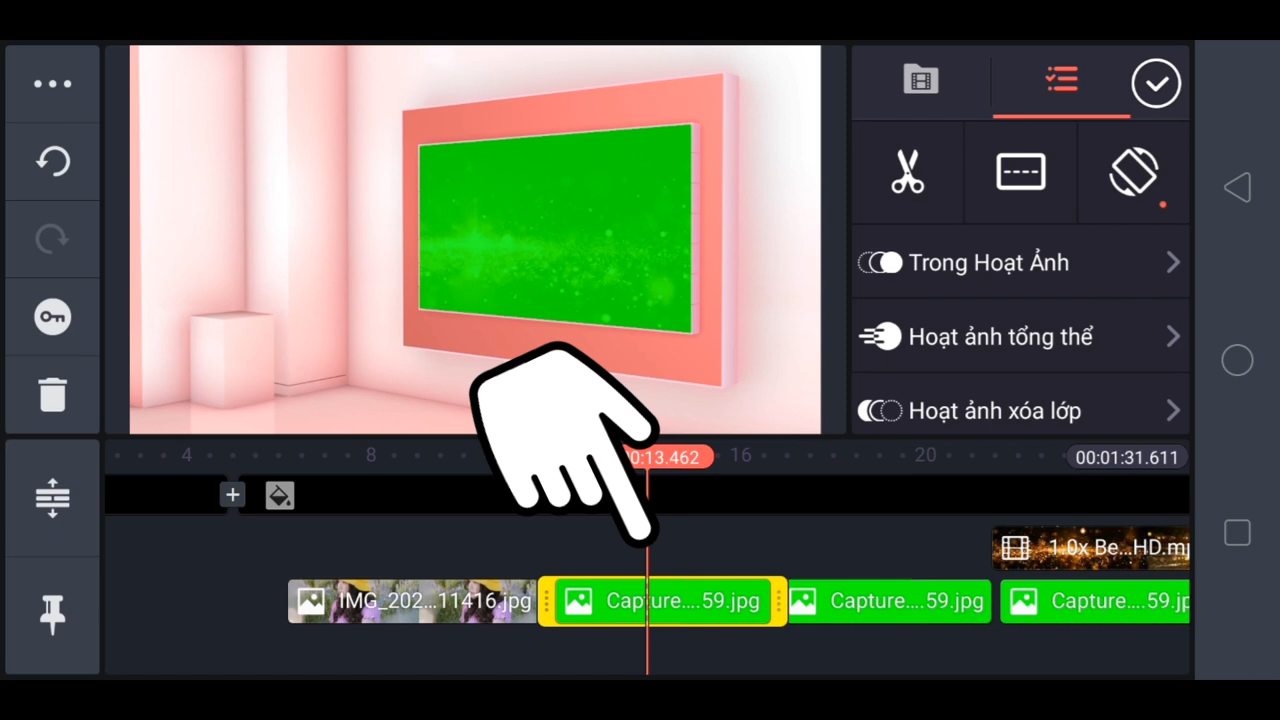 Trong Hoạt Ảnh
Hoạt ảnh tổng thể
Hoạt ảnh xóa lớp
4 8 16 20
0:13.462
00:01:31.611
1.0x Be...HD.mp
IMG_202...11416.jpg
Capture....59.jpg
Capture....59.jpg
Capture....59.jp